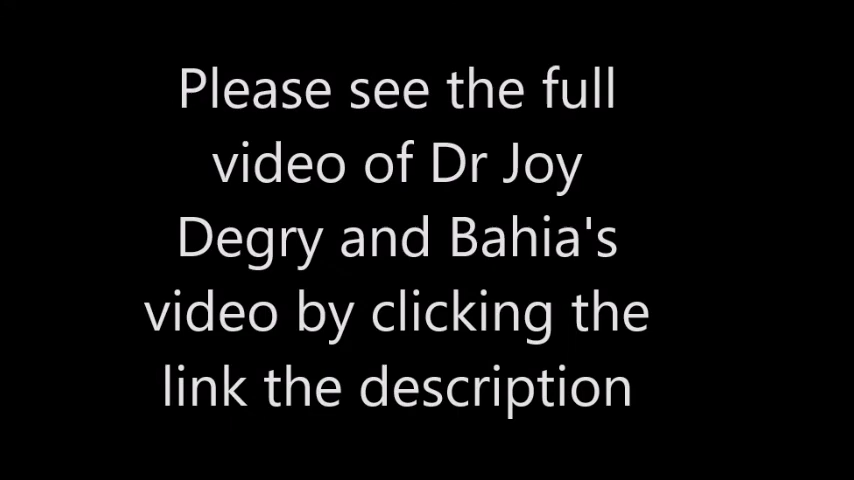 Please see the full
video of Dr Joy
Degry and Bahia's
video by clicking the
link the description